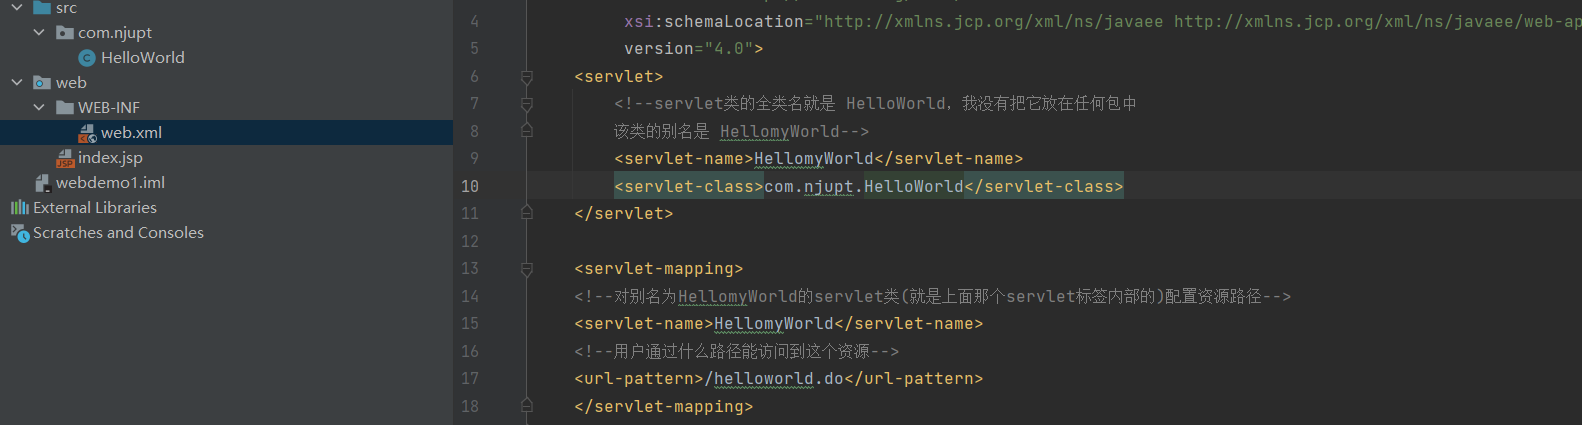 src
com.njupt
HelloWorld
web
WEB-INF
web.xml
index.jsp
webdemo1.iml
External Libraries
Scratches and Consoles
4 xsi:schemaLocation="http://xmlns.jcp.org/xml/ns/javaee http://xmlns.jcp.org/xml/ns/javaee/web-ap
5 version="4.0">
6 <servlet>
7 <!--servlet类的全类名就是 HelloWorld，我没有把它放在任何包中
8 该类的别名是 HellomyWorld-->
9 <servlet-name>HellomyWorld</servlet-name>
10 <servlet-class>com.njupt.HelloWorld</servlet-class>
11 </servlet>
12
13 <servlet-mapping>
14 <!--对别名为HellomyWorld的servlet类(就是上面那个servlet标签内部的)配置资源路径-->
15 <servlet-name>HellomyWorld</servlet-name>
16 <!--用户通过什么路径能访问到这个资源-->
17 <url-pattern>/helloworld.do</url-pattern>
18 </servlet-mapping>